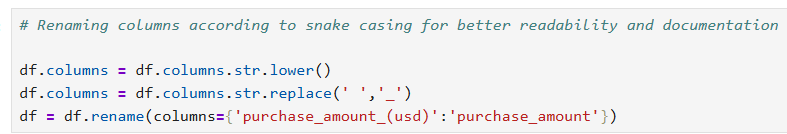 # Renaming columns according to snake casing for better readability and documentation
df.columns = df.columns.str.lower()
df.columns = df.columns.str.replace(' ','_')
df = df.rename(columns={'purchase_amount_(usd)':'purchase_amount'})